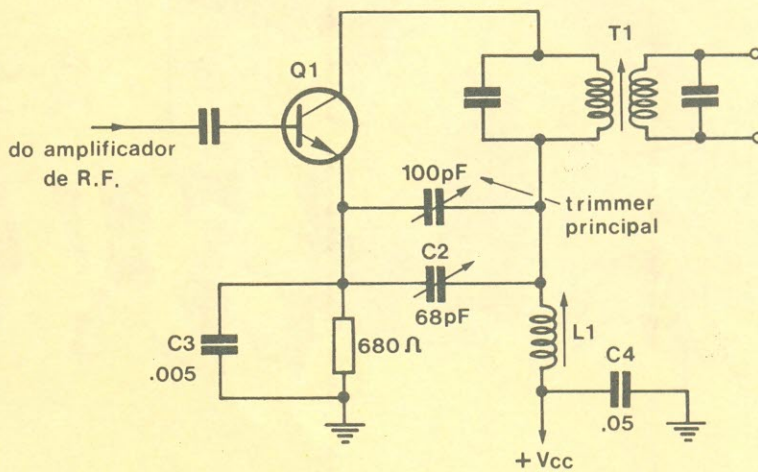 T1
Q1
do amplificador
de R.F.
100pF
trimmer
principal
C2
68pF
C3
.005
680 Ω
L1
C4
.05
+ Vcc